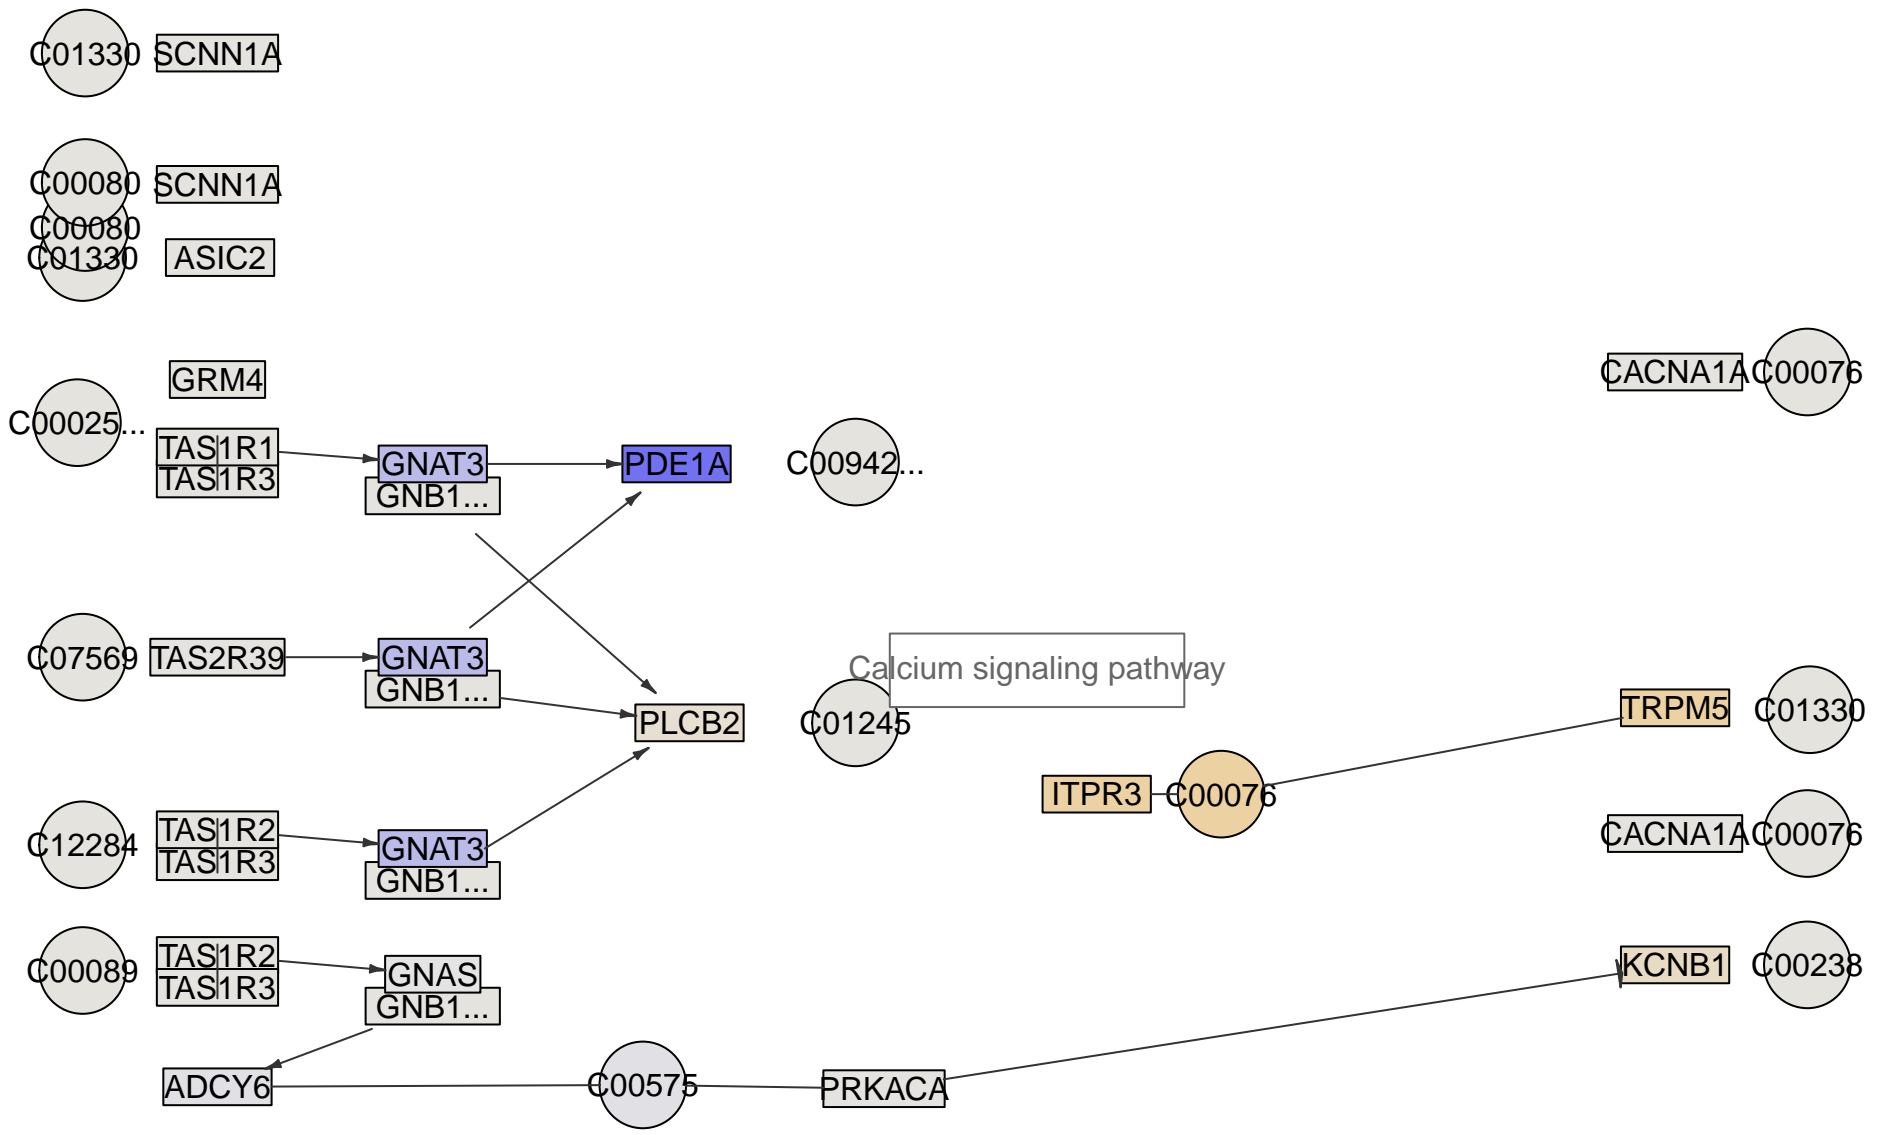 C01330 SCNN1A
C00080 SCNN1A
C00080
C01330 ASIC2
GRM4
CACNA1A C00076
C00025...
TAS1R1
TAS1R3
GNAT3
GNB1...
PDE1A
C00942...
C07569 TAS2R39
GNAT3
GNB1...
Calcium signaling pathway
PLCB2
C01245
TRPM5 C01330
ITPR3 C00076
C12284
TAS1R2
TAS1R3
GNAT3
GNB1...
CACNA1A C00076
C00089
TAS1R2
TAS1R3
GNAS
GNB1...
KCNB1 C00238
ADCY6
C00575
PRKACA